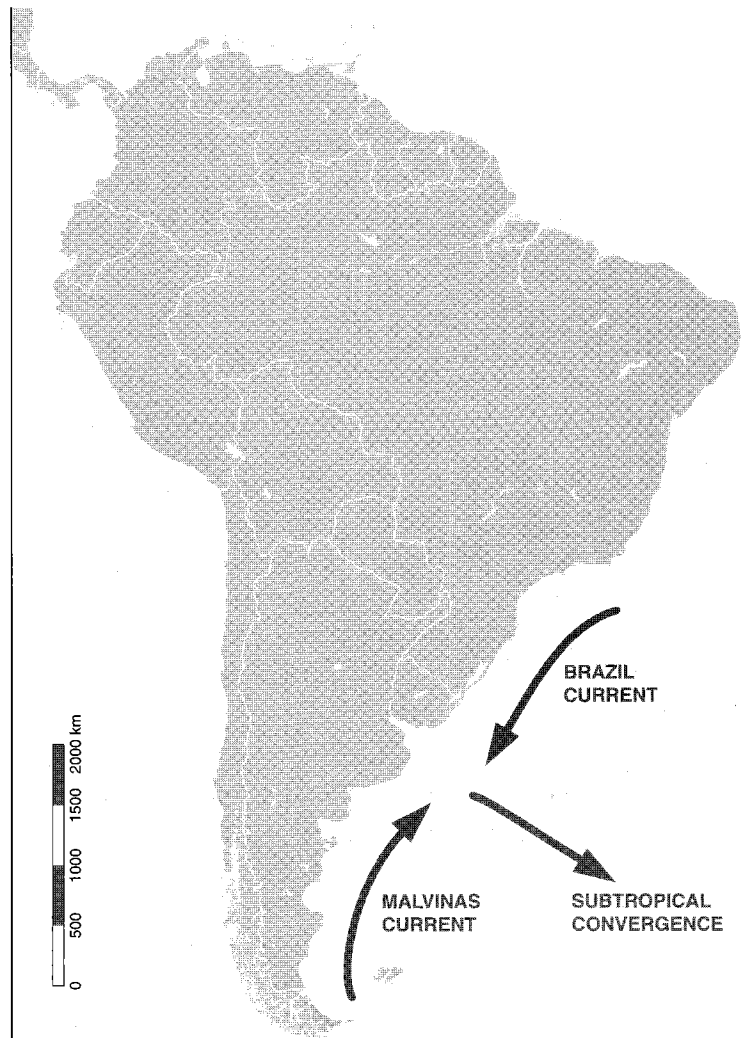 BRAZIL
CURRENT
MALVINAS
CURRENT
SUBTROPICAL
CONVERGENCE
0
500
1000
1500
2000 km